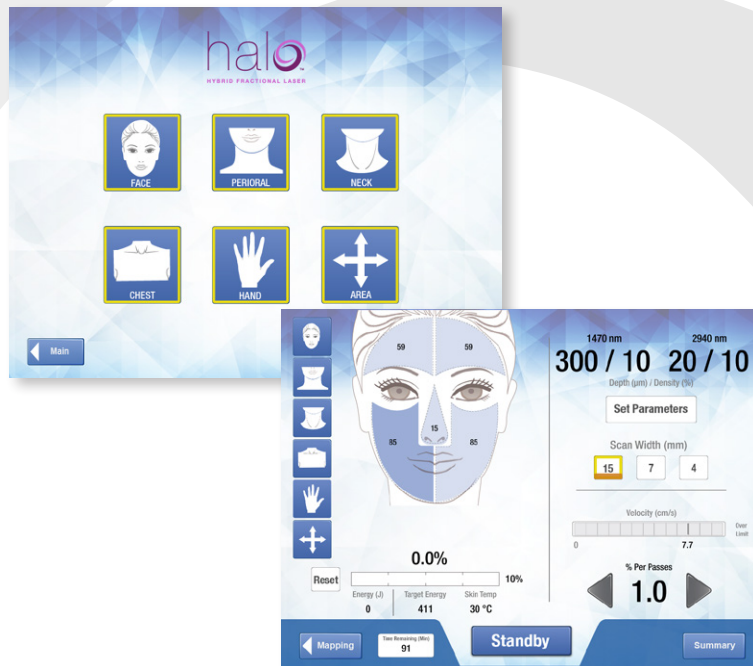 halo
HYBRID FRACTIONAL LASER
FACE
PERIORAL
NECK
CHEST
HAND
AREA
Main
59
59
15
85
85
1470 nm
2940 nm
300 / 10
20 / 10
Depth (µm) / Density (%)
Set Parameters
Scan Width (mm)
15
7
4
Velocity (cm/s)
Over
Limit
0
7.7
0.0%
Reset
10%
Energy (J)
Target Energy
Skin Temp
0
411
30 °C
% Per Passes
1.0
Mapping
Time Remaining (Min)
91
Standby
Summary